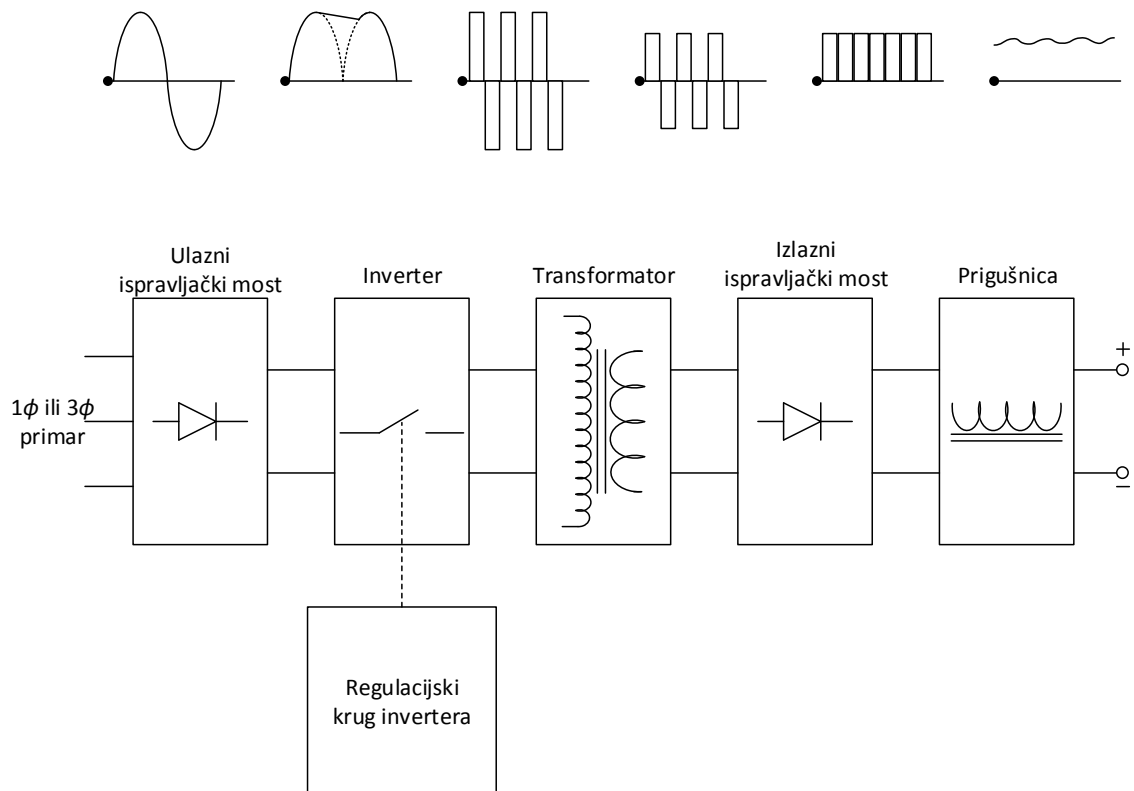 Ulazni
ispravljački most
Inverter
Transformator
Izlazni
ispravljački most
Prigušnica
1ϕ ili 3ϕ
primar
+
−
Regulacijski
krug invertera